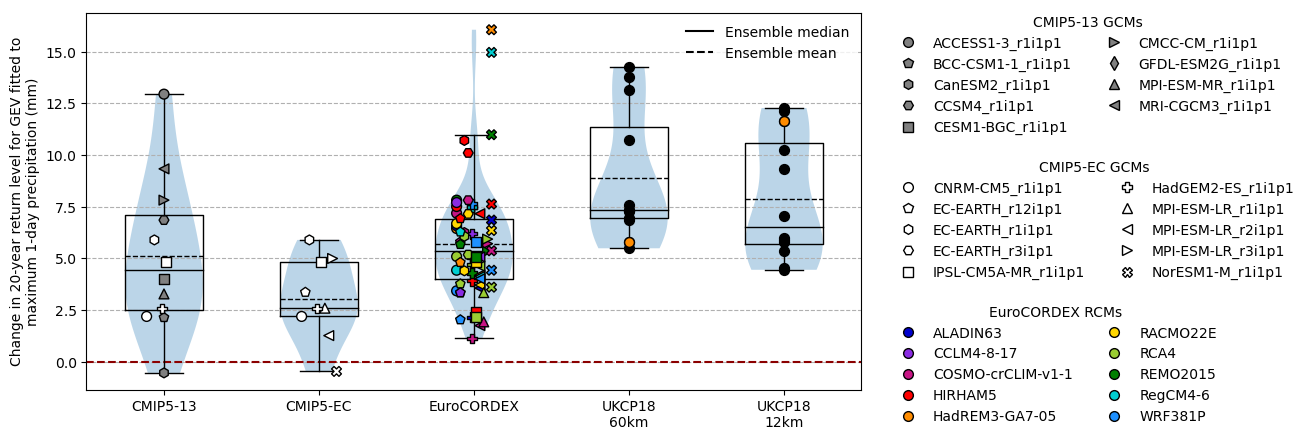 Change in 20-year return level for GEV fitted to
maximum 1-day precipitation (mm)
15.0
12.5
10.0
7.5
5.0
2.5
0.0
Ensemble median
Ensemble mean
CMIP5-13
CMIP5-EC
EuroCORDEX
UKCP18
60km
UKCP18
12km
CMIP5-13 GCMs
ACCESS1-3_r1i1p1
BCC-CSM1-1_r1i1p1
CanESM2_r1i1p1
CCSM4_r1i1p1
CESM1-BGC_r1i1p1
CMCC-CM_r1i1p1
GFDL-ESM2G_r1i1p1
MPI-ESM-MR_r1i1p1
MRI-CGCM3_r1i1p1
CMIP5-EC GCMs
CNRM-CM5_r1i1p1
EC-EARTH_r12i1p1
EC-EARTH_r1i1p1
EC-EARTH_r3i1p1
IPSL-CM5A-MR_r1i1p1
HadGEM2-ES_r1i1p1
MPI-ESM-LR_r1i1p1
MPI-ESM-LR_r2i1p1
MPI-ESM-LR_r3i1p1
NorESM1-M_r1i1p1
EuroCORDEX RCMs
ALADIN63
CCLM4-8-17
COSMO-crCLIM-v1-1
HIRHAM5
HadREM3-GA7-05
RACMO22E
RCA4
REMO2015
RegCM4-6
WRF381P